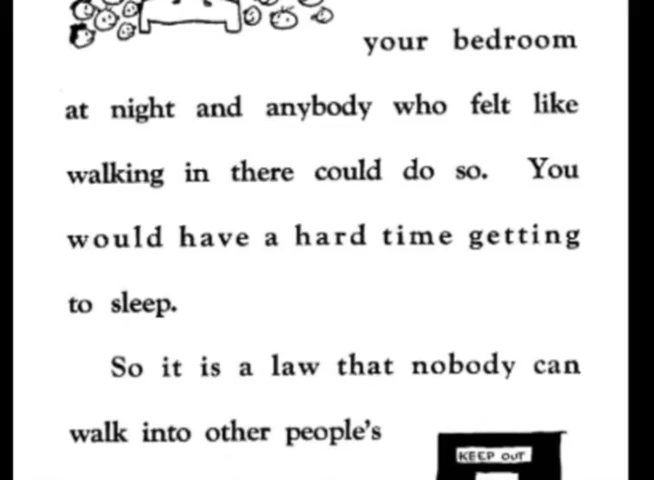 your bedroom
at night and anybody who felt like
walking in there could do so. You
would have a hard time getting
to sleep.
So it is a law that nobody can
walk into other people's
KEEP OUT